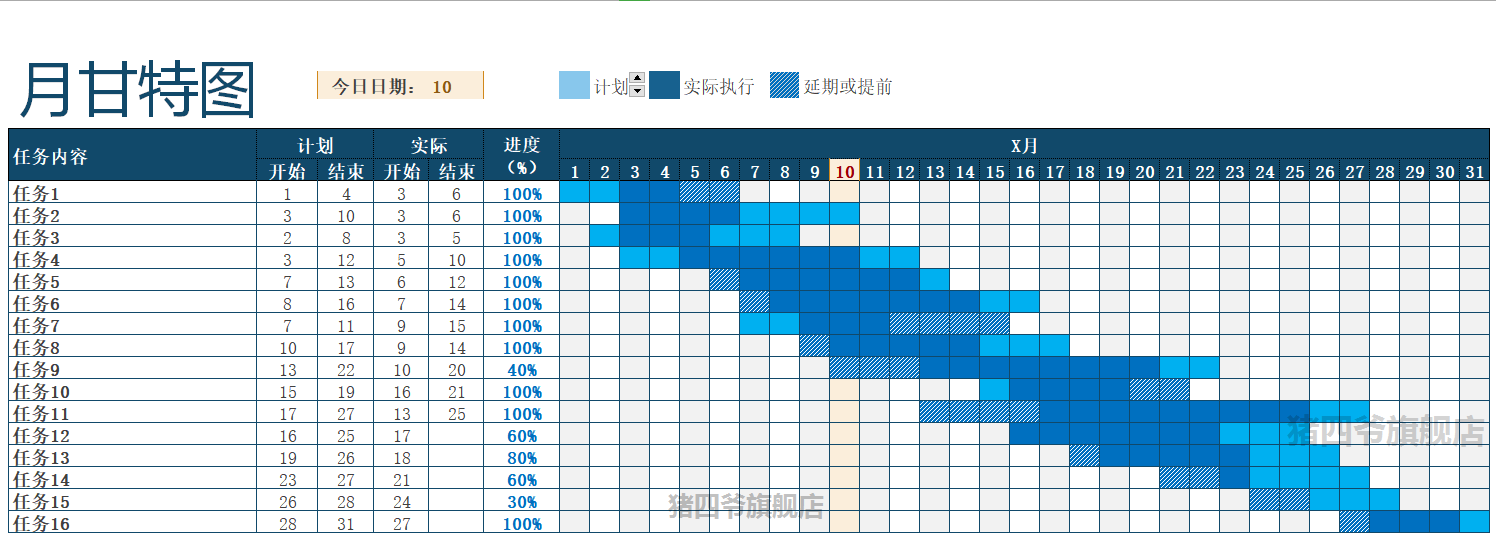 月甘特图
今日日期： 10
计划 实际执行 延期或提前
任务内容 计划 实际 进度 X月
开始 结束 开始 结束 （%） 1 2 3 4 5 6 7 8 9 10 11 12 13 14 15 16 17 18 19 20 21 22 23 24 25 26 27 28 29 30 31
任务1 1 4 3 6 100%
任务2 3 10 3 6 100%
任务3 2 8 3 5 100%
任务4 3 12 5 10 100%
任务5 7 13 6 12 100%
任务6 8 16 7 14 100%
任务7 7 11 9 15 100%
任务8 10 17 9 14 100%
任务9 13 22 10 20 40%
任务10 15 19 16 21 100%
任务11 17 27 13 25 100%
任务12 16 25 17 60%
猪四爷旗舰店
任务13 19 26 18 80%
任务14 23 27 21 60%
任务15 26 28 24 30%
猪四爷旗舰店
任务16 28 31 27 100%